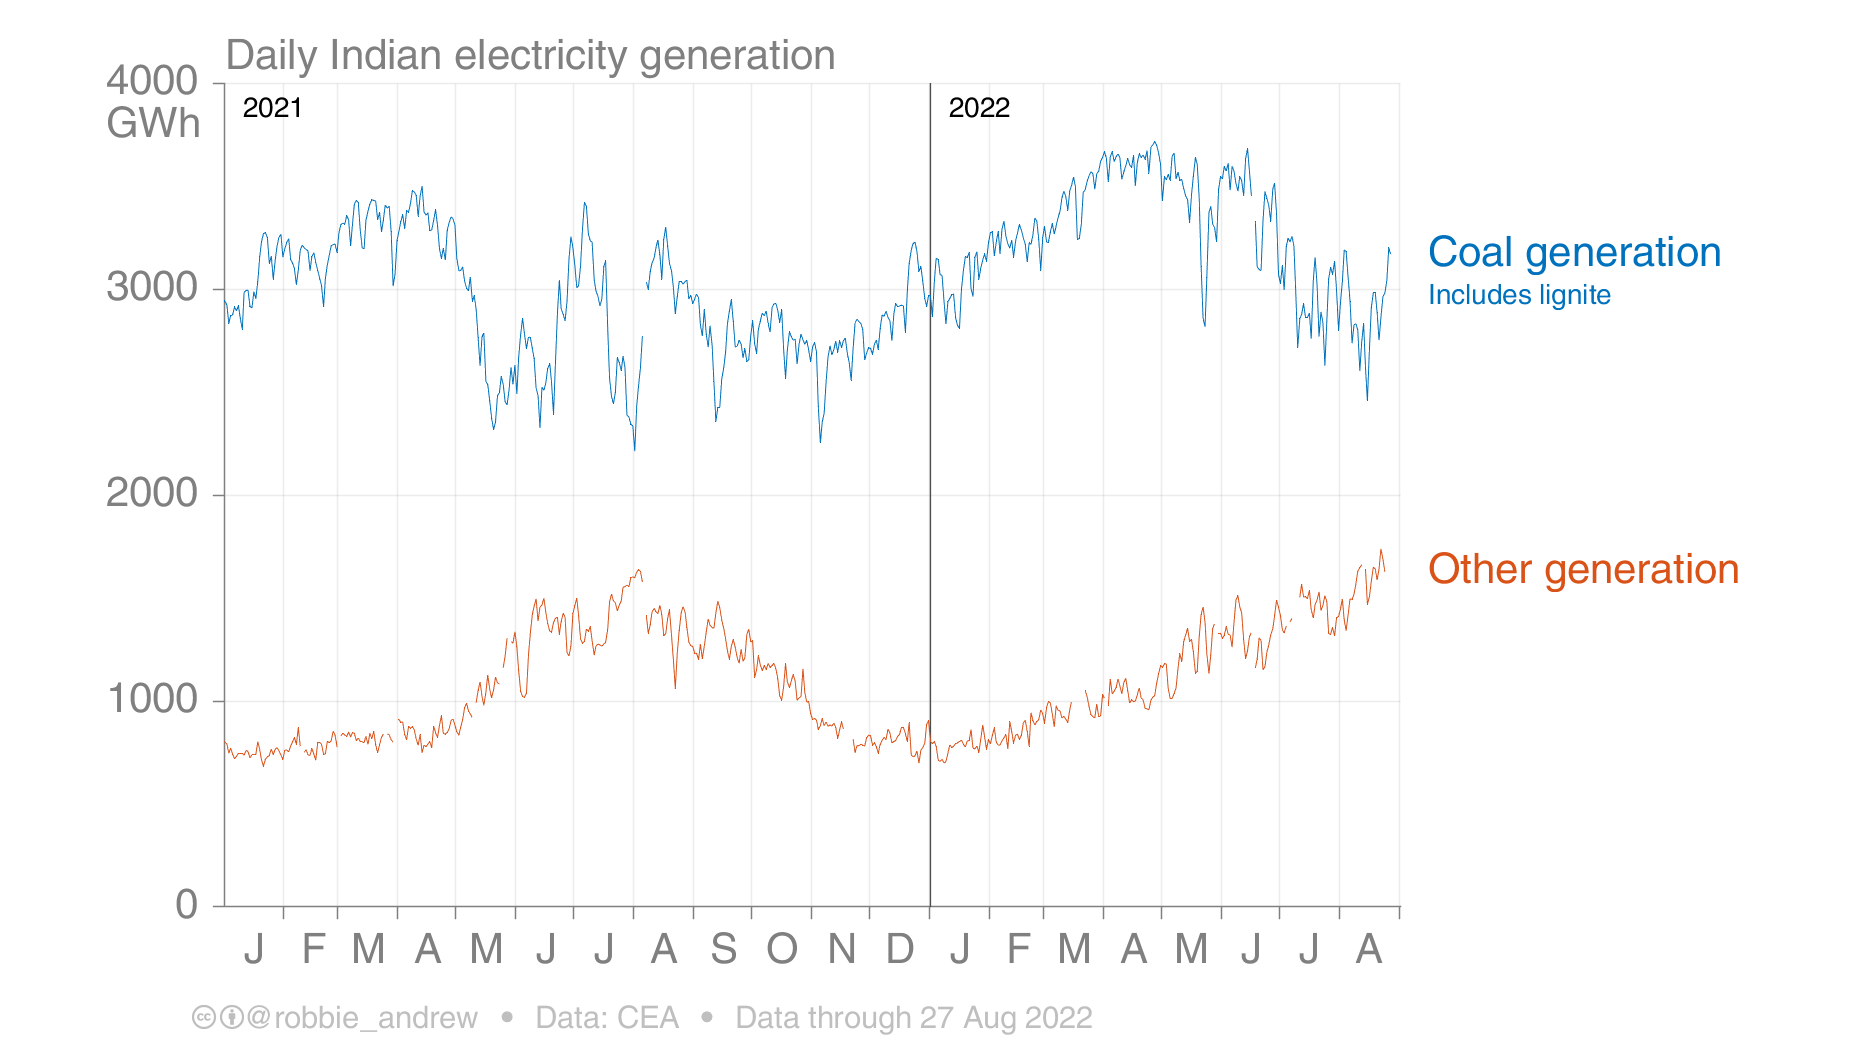 Daily Indian electricity generation
4000
GWh
2021
2022
3000
2000
1000
0
Coal generation
Includes lignite
Other generation
J F M A M J J A S O N D J F M A M J J A
cc @robbie_andrew • Data: CEA • Data through 27 Aug 2022